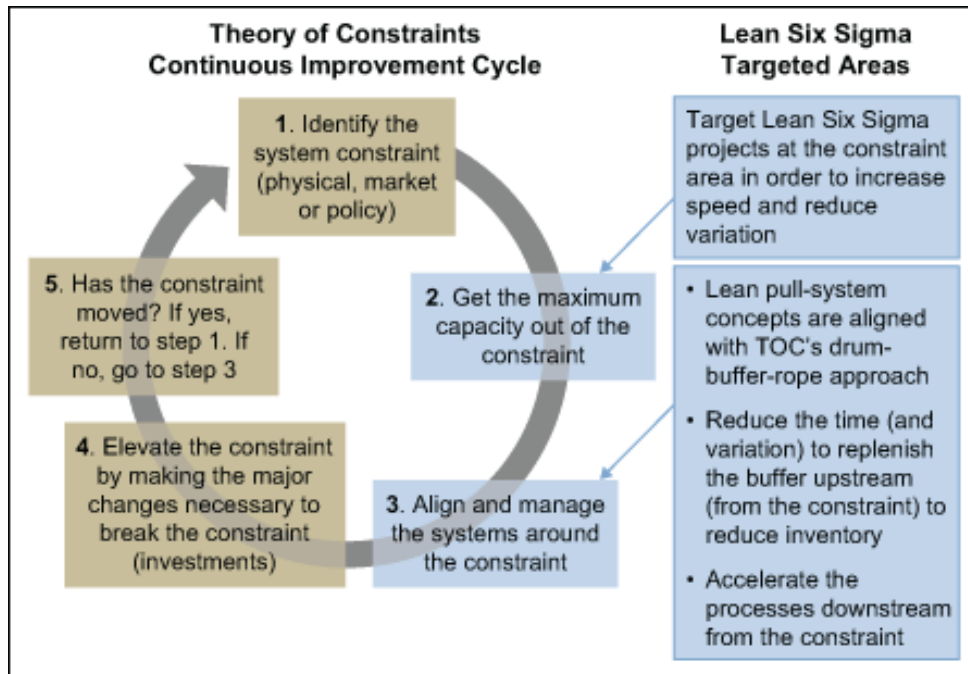 Theory of Constraints
Continuous Improvement Cycle
1. Identify the
system constraint
(physical, market
or policy)
2. Get the maximum
capacity out of the
constraint
3. Align and manage
the systems around
the constraint
4. Elevate the constraint
by making the major
changes necessary to
break the constraint
(investments)
5. Has the constraint
moved? If yes,
return to step 1. If
no, go to step 3
Lean Six Sigma
Targeted Areas
Target Lean Six Sigma
projects at the constraint
area in order to increase
speed and reduce
variation
• Lean pull-system
concepts are aligned
with TOC's drum-
buffer-rope approach
• Reduce the time (and
variation) to replenish
the buffer upstream
(from the constraint) to
reduce inventory
• Accelerate the
processes downstream
from the constraint